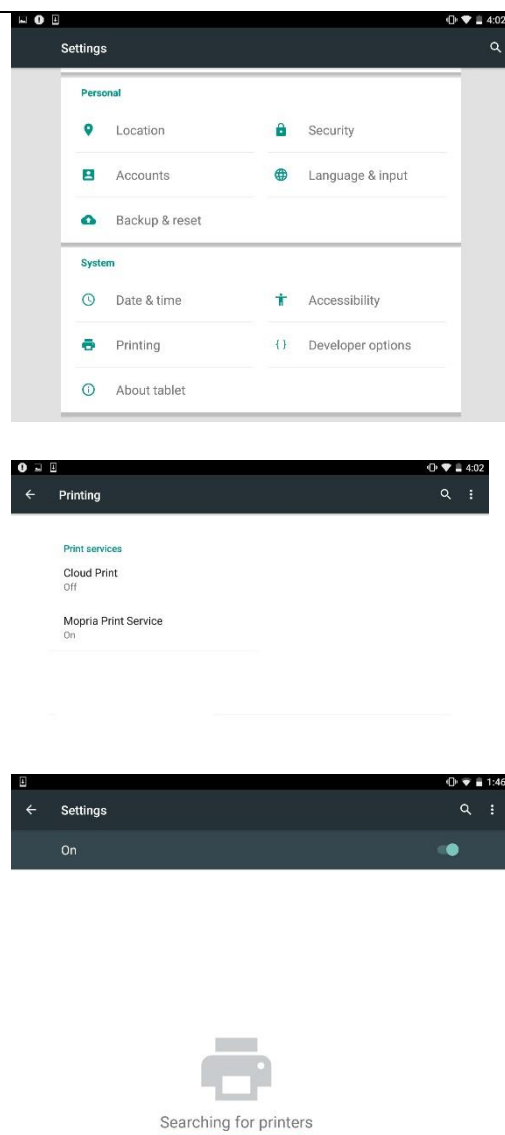 4:02
Settings
Personal
Location
Security
Accounts
Language & input
Backup & reset
System
Date & time
Accessibility
Printing
{ } Developer options
About tablet
4:02
Printing
Print services
Cloud Print
Off
Mopria Print Service
On
1:46
Settings
On
Searching for printers